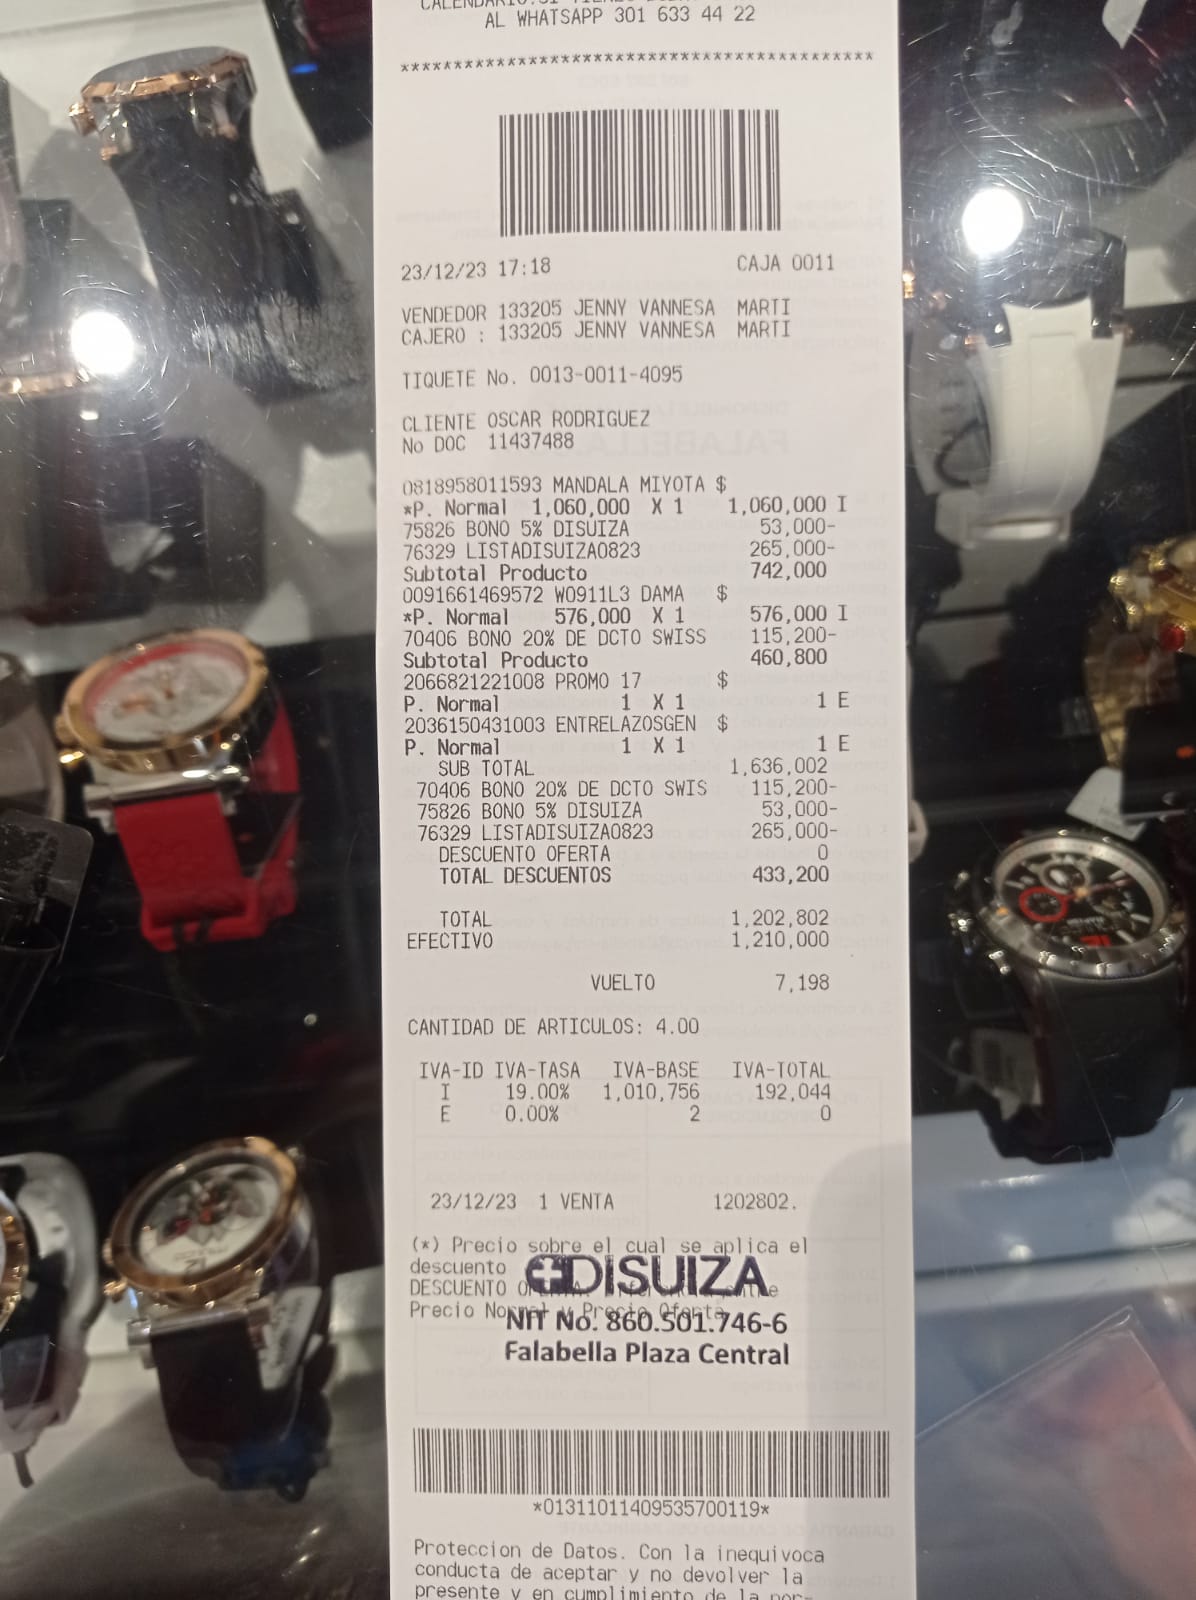 AL WHATSAPP 301 633 44 22
*******************************************
23/12/23 17:18 CAJA 0011
VENDEDOR 133205 JENNY VANNESA MARTI
CAJERO : 133205 JENNY VANNESA MARTI
TIQUETE No. 0013-0011-4095
CLIENTE OSCAR RODRIGUEZ
No DOC 11437488
0818958011593 MANDALA MIYOTA $
*P. Normal 1,060,000 X 1 1,060,000 I
75826 BONO 5% DISUIZA 53,000-
76329 LISTADISUIZA0823 265,000-
Subtotal Producto 742,000
0091661469572 W0911L3 DAMA $
*P. Normal 576,000 X 1 576,000 I
70406 BONO 20% DE DCTO SWISS 115,200-
Subtotal Producto 460,800
2066821221008 PROMO 17 $
P. Normal 1 X 1 1 E
2036150431003 ENTRELAZOSGEN $
P. Normal 1 X 1 1 E
SUB TOTAL 1,636,002
70406 BONO 20% DE DCTO SWIS 115,200-
75826 BONO 5% DISUIZA 53,000-
76329 LISTADISUIZA0823 265,000-
DESCUENTO OFERTA 0
TOTAL DESCUENTOS 433,200
TOTAL 1,202,802
EFECTIVO 1,210,000
VUELTO 7,198
CANTIDAD DE ARTICULOS: 4.00
IVA-ID IVA-TASA IVA-BASE IVA-TOTAL
I 19.00% 1,010,756 192,044
E 0.00% 2 0
23/12/23 1 VENTA 1202802.
(*) Precio sobre el cual se aplica el
descuento
DISUIZA
DESCUENTO
Precio Normal y Precio Oferta
NIT No. 860.501.746-6
Falabella Plaza Central
*01311011409535700119*
Proteccion de Datos. Con la inequivoca
conducta de aceptar y no devolver la
presente y en cumplimiento de la por-